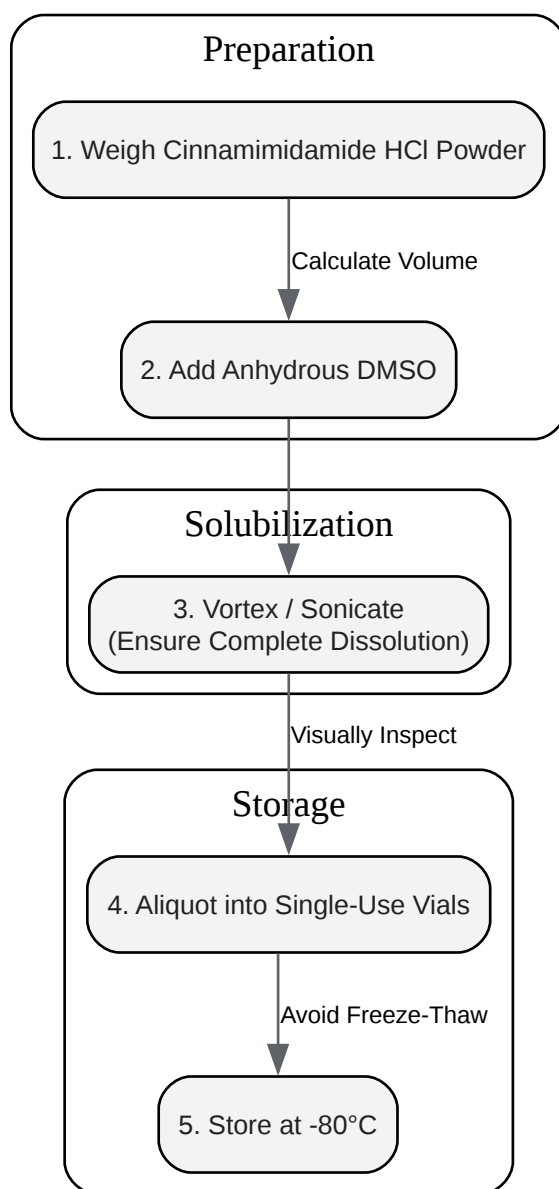 Preparation
1. Weigh Cinnamimidamide HCl Powder
Calculate Volume
2. Add Anhydrous DMSO
Solubilization
3. Vortex / Sonicate
(Ensure Complete Dissolution)
Visually Inspect
Storage
4. Aliquot into Single-Use Vials
Avoid Freeze-Thaw
5. Store at -80°C